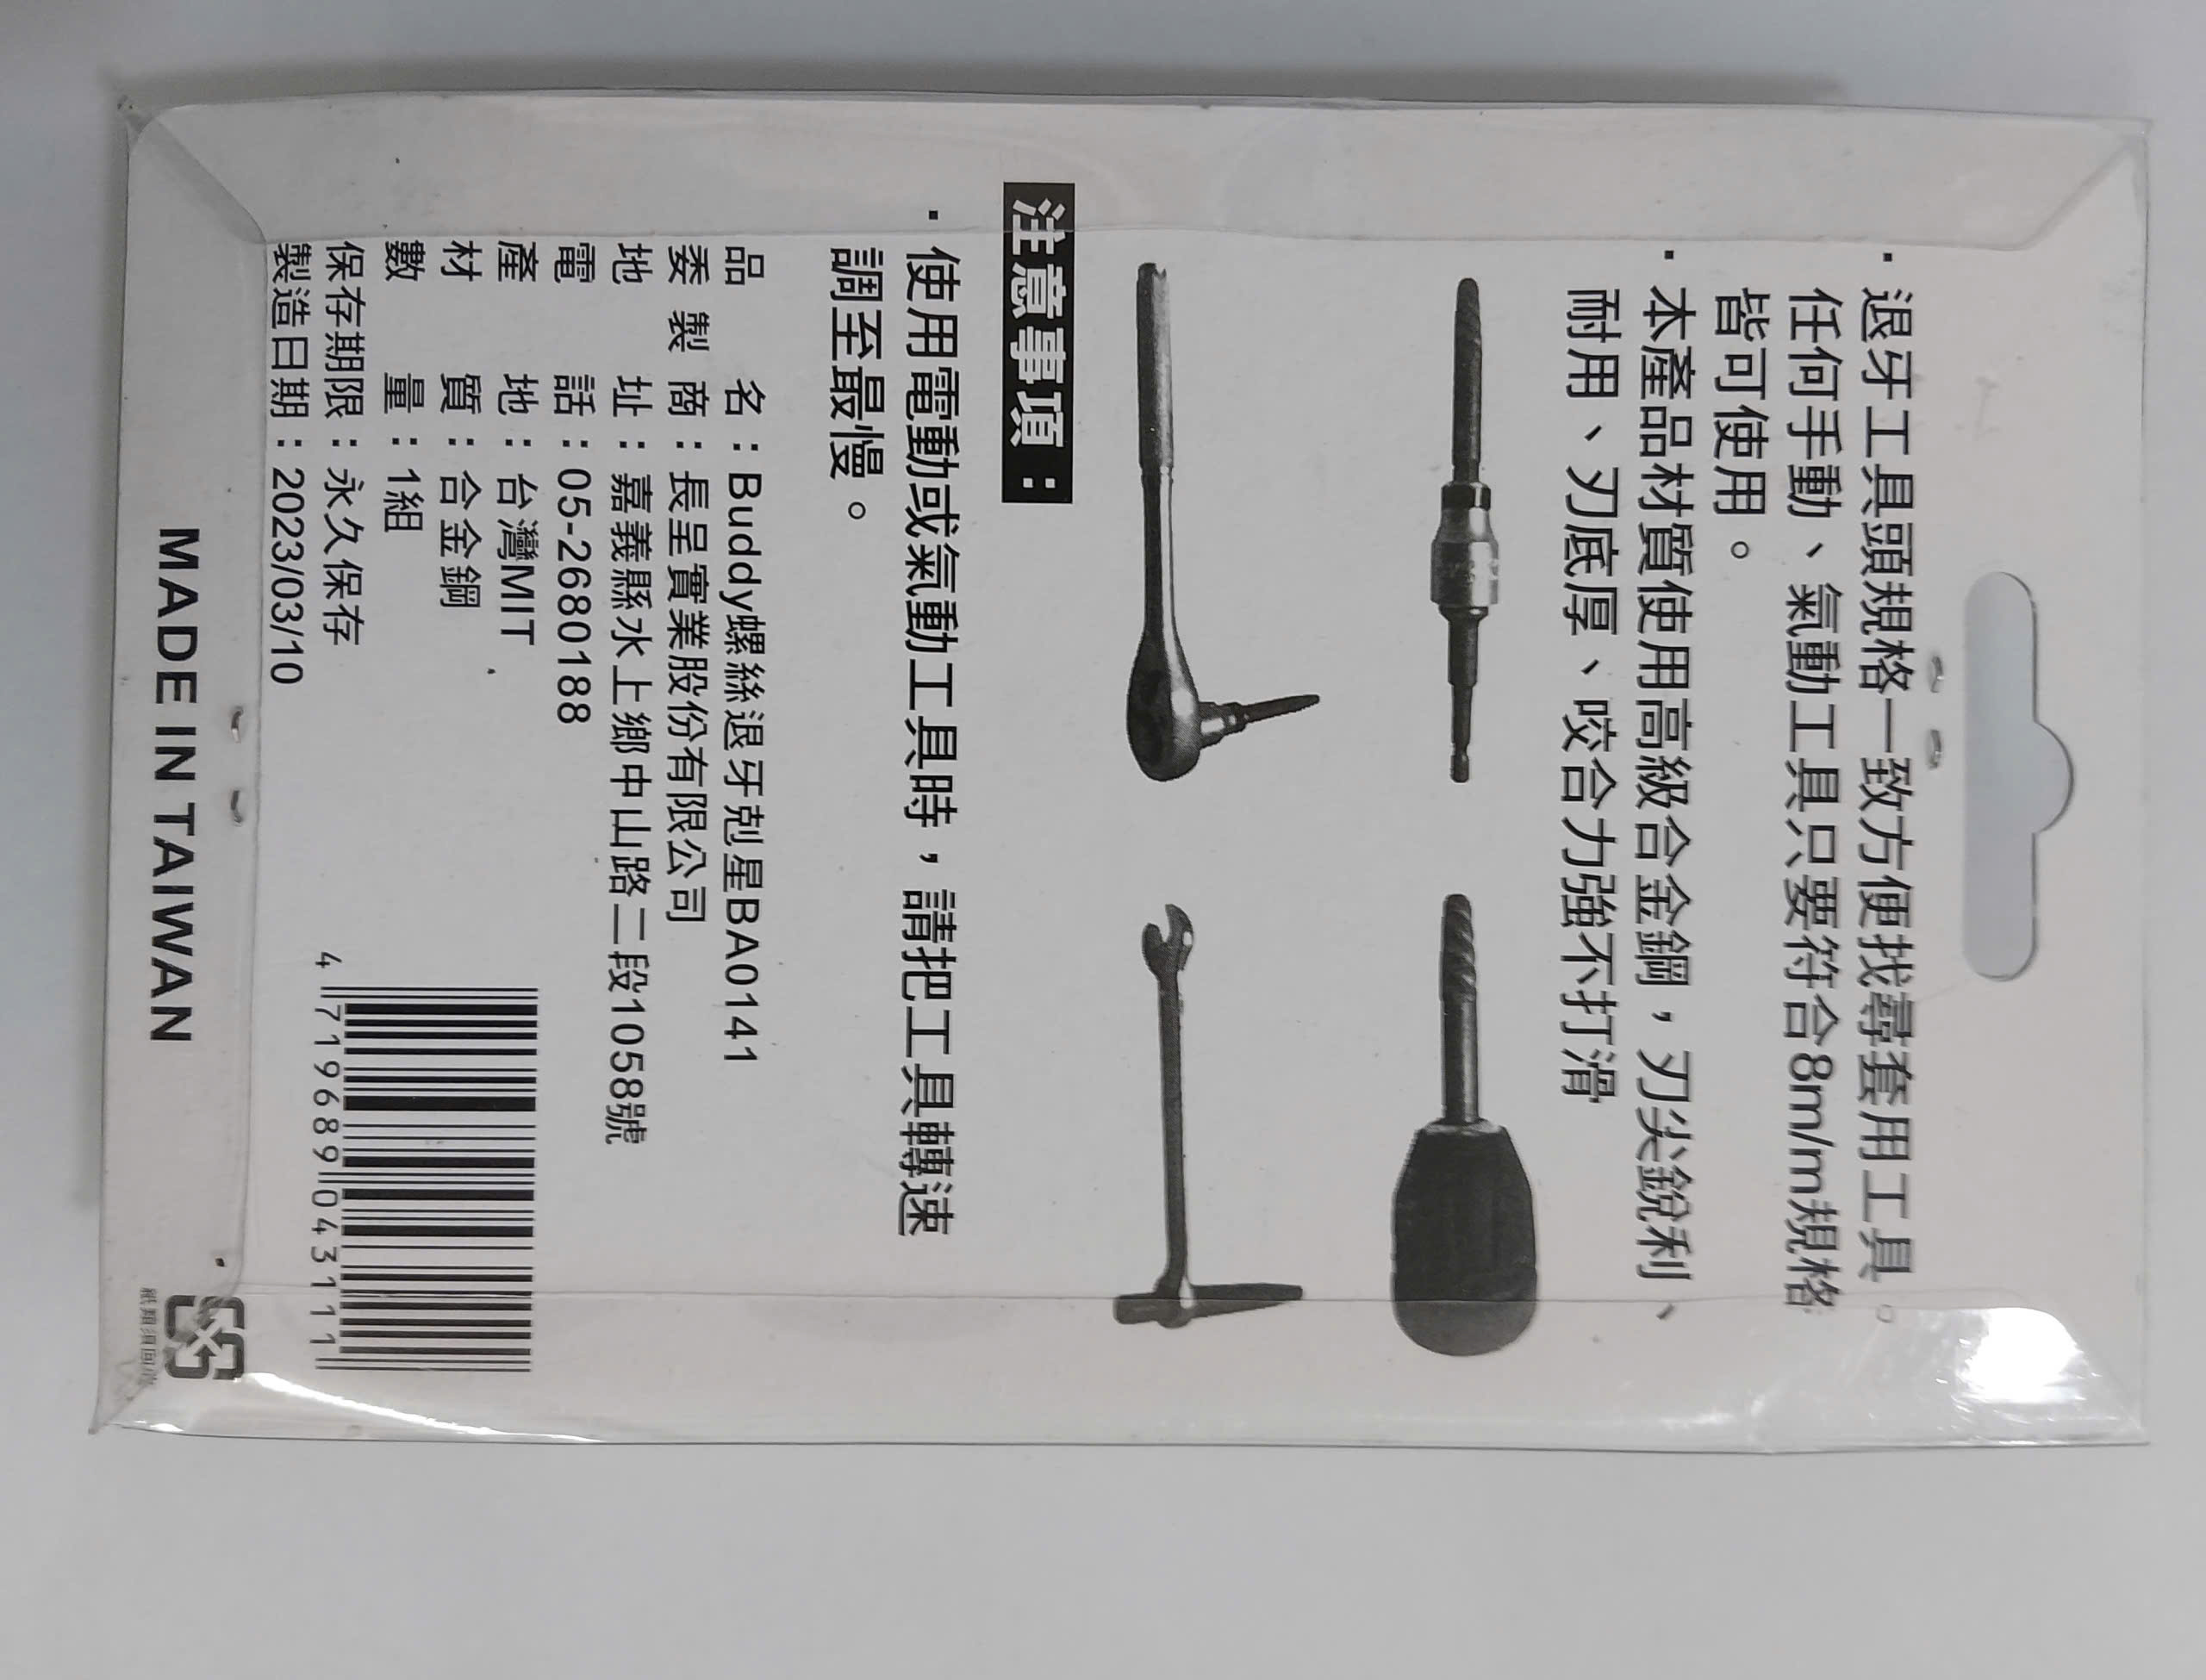 · 退牙工具頭規格一致方便找尋套用工具。
任何手動、氣動工具只要符合8m/m規格
皆可使用。
· 本產品材質使用高級合金鋼，刃尖銳利、
耐用、刃底厚、咬合力強不打滑
注意事項：
· 使用電動或氣動工具時，請把工具轉速
調至最慢。
品名：Buddy螺絲退牙剋星BA0141
委製商：長呈實業股份有限公司
地址：嘉義縣水上鄉中山路二段1058號
電話：05-2680188
產地：台灣MIT
材質：合金鋼
數量：1組
保存期限：永久保存
製造日期：2023/03/10
4 719689 043111
MADE IN TAIWAN